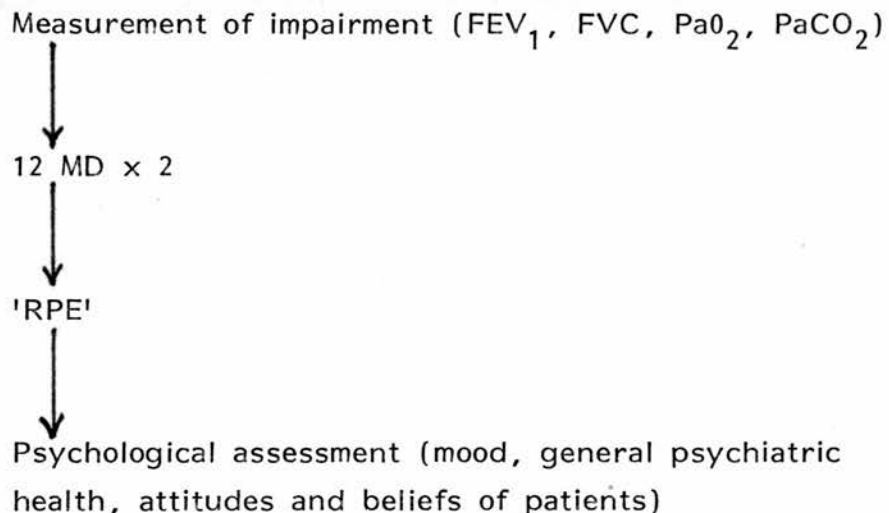 Measurement of impairment (FEV₁, FVC, PaO₂, PaCO₂)
12 MD x 2
'RPE'
Psychological assessment (mood, general psychiatric
health, attitudes and beliefs of patients)